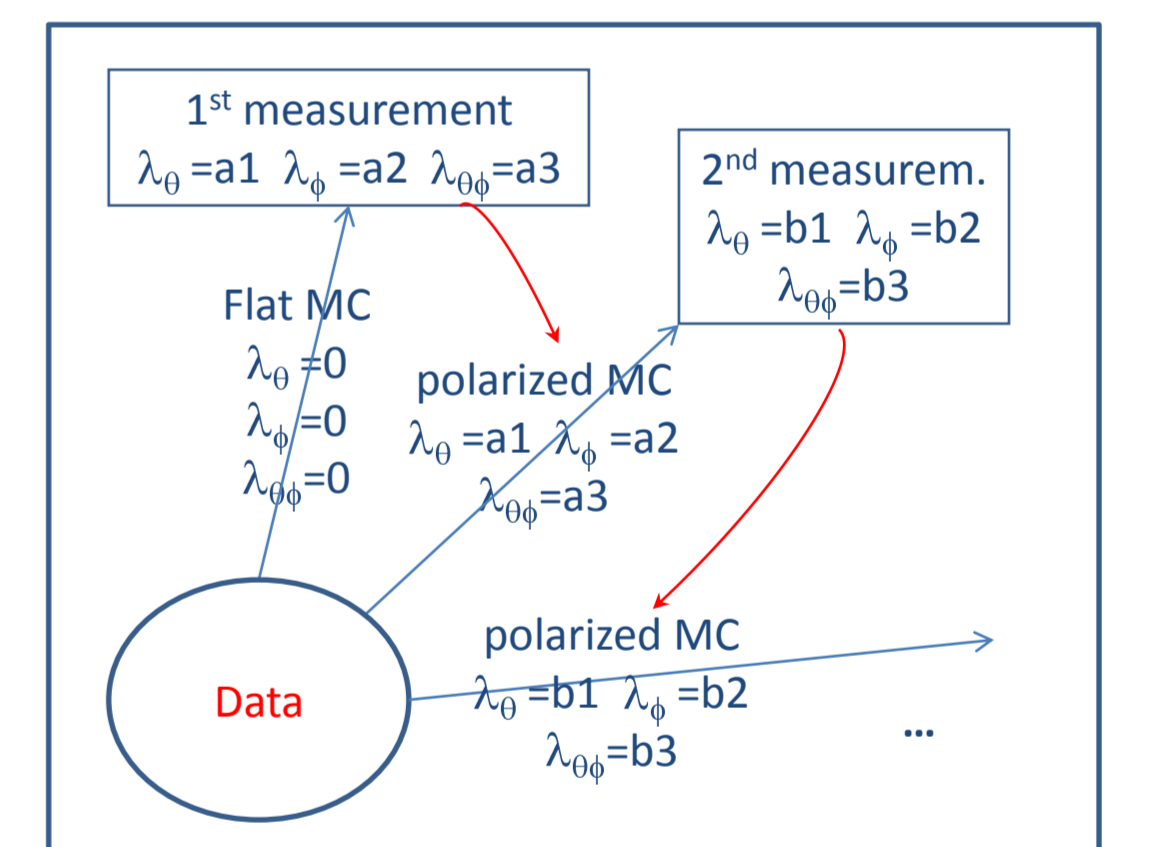 1st measurement
λθ =a1 λϕ =a2 λθϕ=a3
2nd measurem.
λθ =b1 λϕ =b2
λθϕ=b3
Flat MC
λθ =0
λϕ =0
λθϕ=0
polarized MC
λθ =a1 λϕ =a2
λθϕ=a3
polarized MC
λθ =b1 λϕ =b2
λθϕ=b3
Data
...